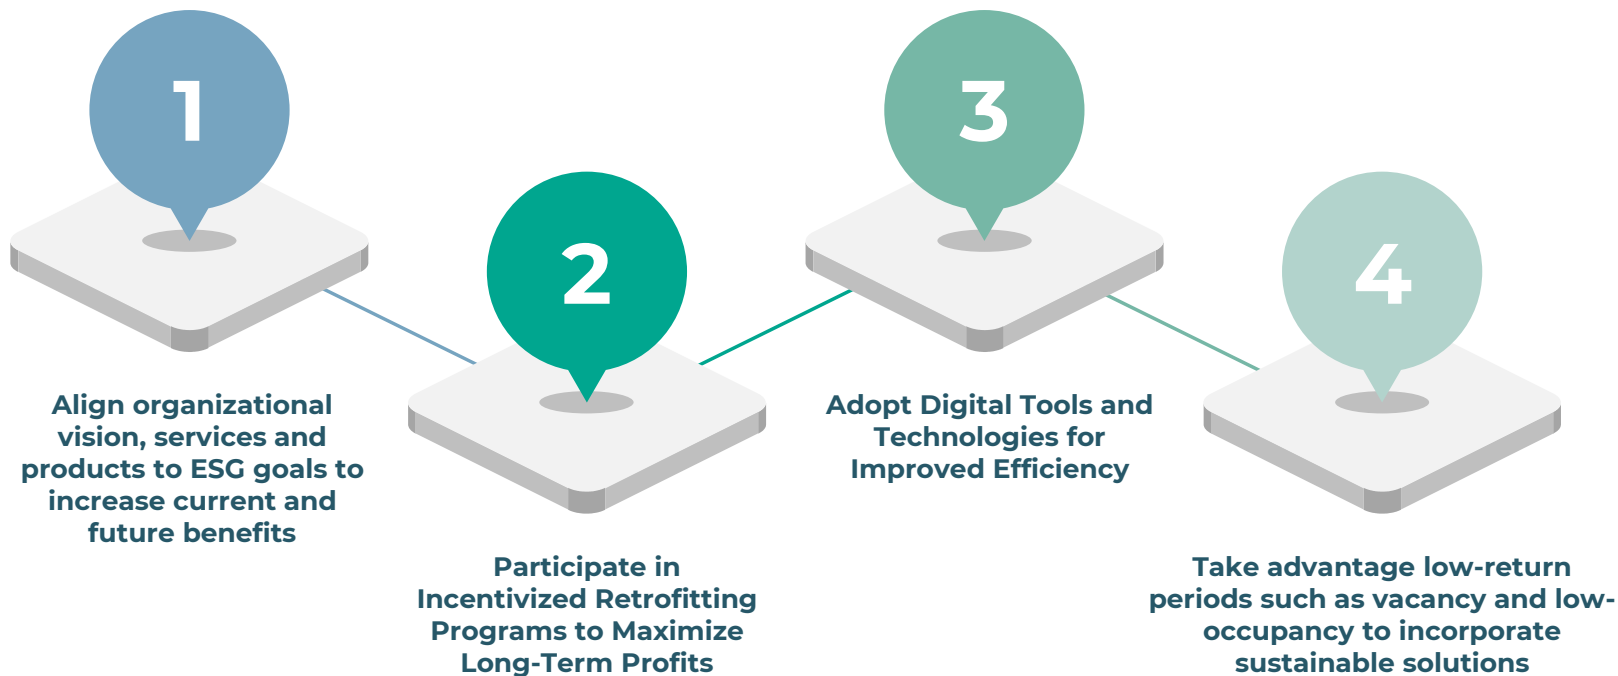 1
Align organizational
vision, services and
products to ESG goals to
increase current and
future benefits
2
Participate in
Incentivized Retrofitting
Programs to Maximize
Long-Term Profits
3
Adopt Digital Tools and
Technologies for
Improved Efficiency
4
Take advantage low-return
periods such as vacancy and low-
occupancy to incorporate
sustainable solutions